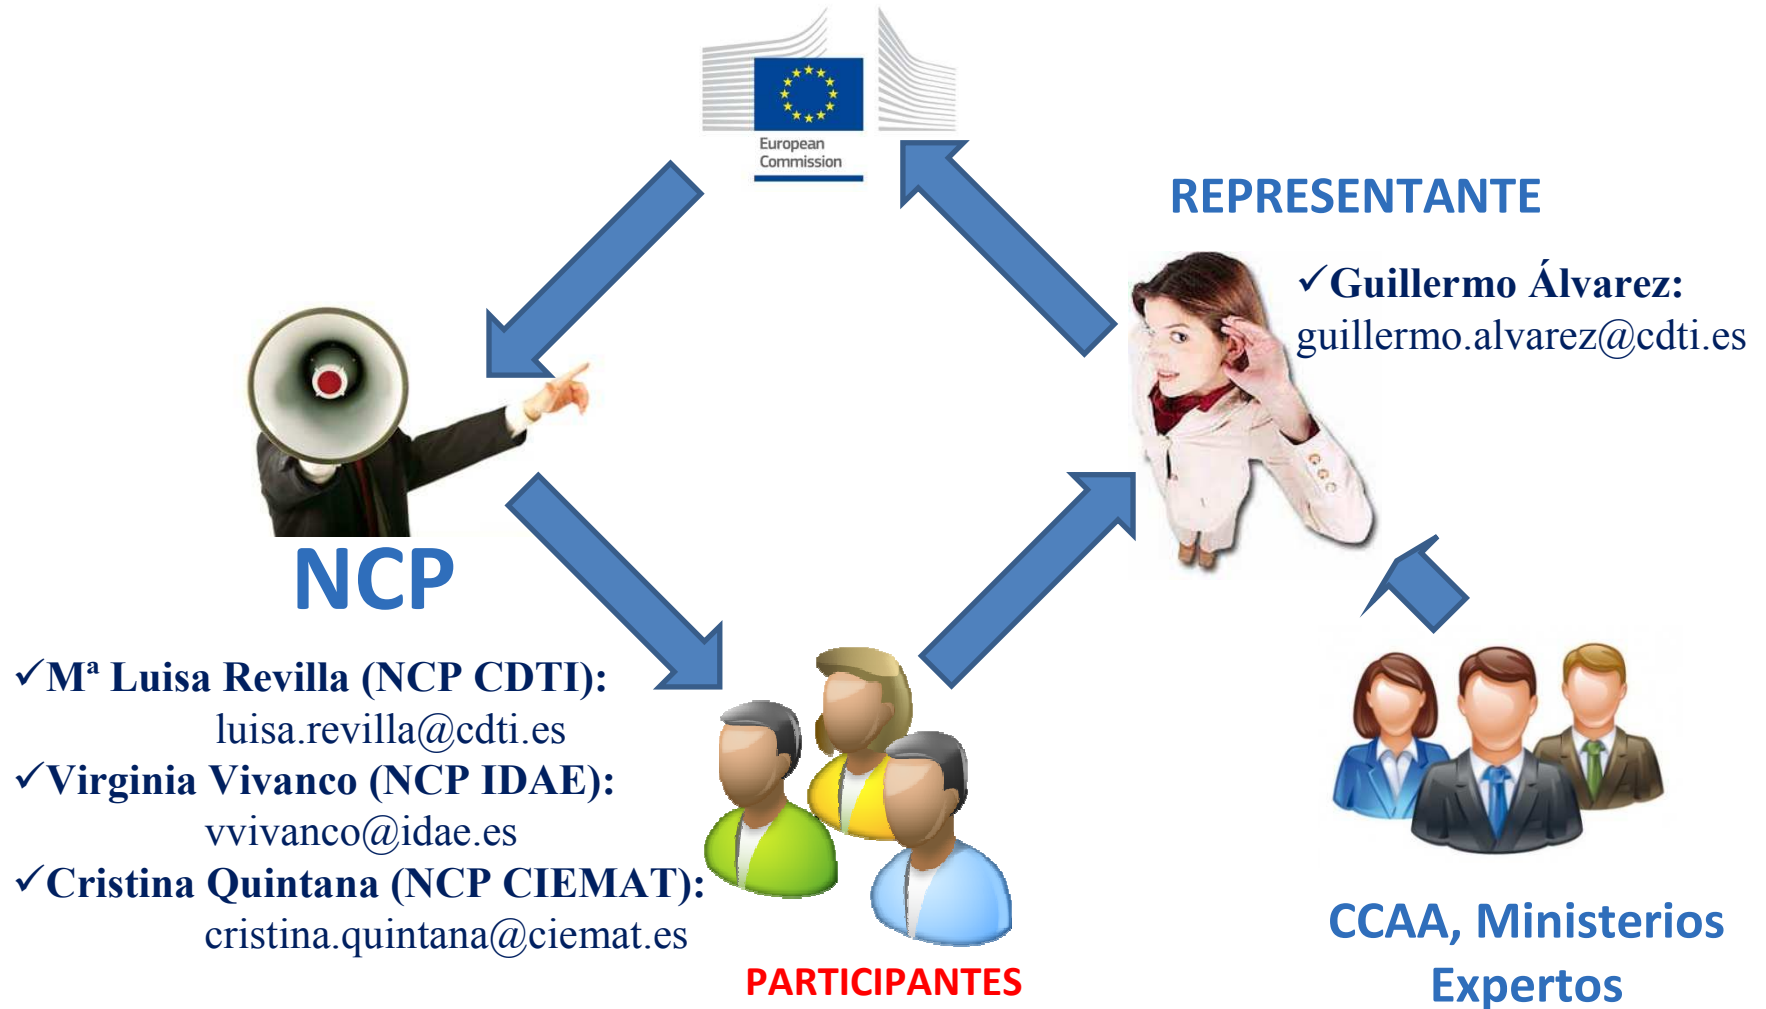 European
Commission
REPRESENTANTE
✓Guillermo Álvarez:
guillermo.alvarez@cdti.es
NCP
✓Mª Luisa Revilla (NCP CDTI):
luisa.revilla@cdti.es
✓Virginia Vivanco (NCP IDAE):
vvivanco@idae.es
✓Cristina Quintana (NCP CIEMAT):
cristina.quintana@ciemat.es
PARTICIPANTES
CCAA, Ministerios
Expertos